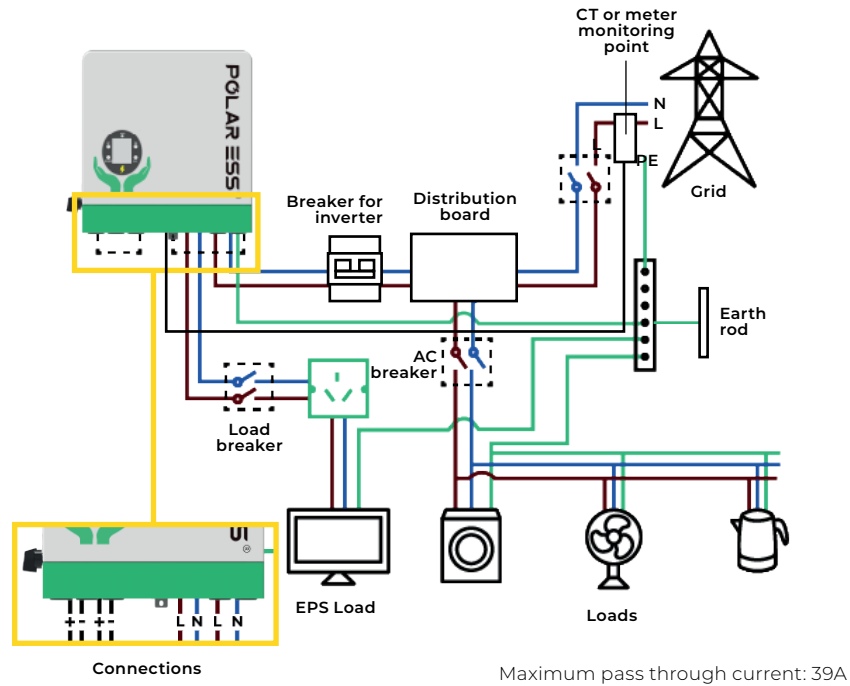 CT or meter
monitoring
point
POLAR ESS
N
L
L
PE
Grid
Breaker for
inverter
Distribution
board
Earth
rod
AC
breaker
Load
breaker
EPS Load
Loads
®
+ - + - L N L N
Connections
Maximum pass through current: 39A